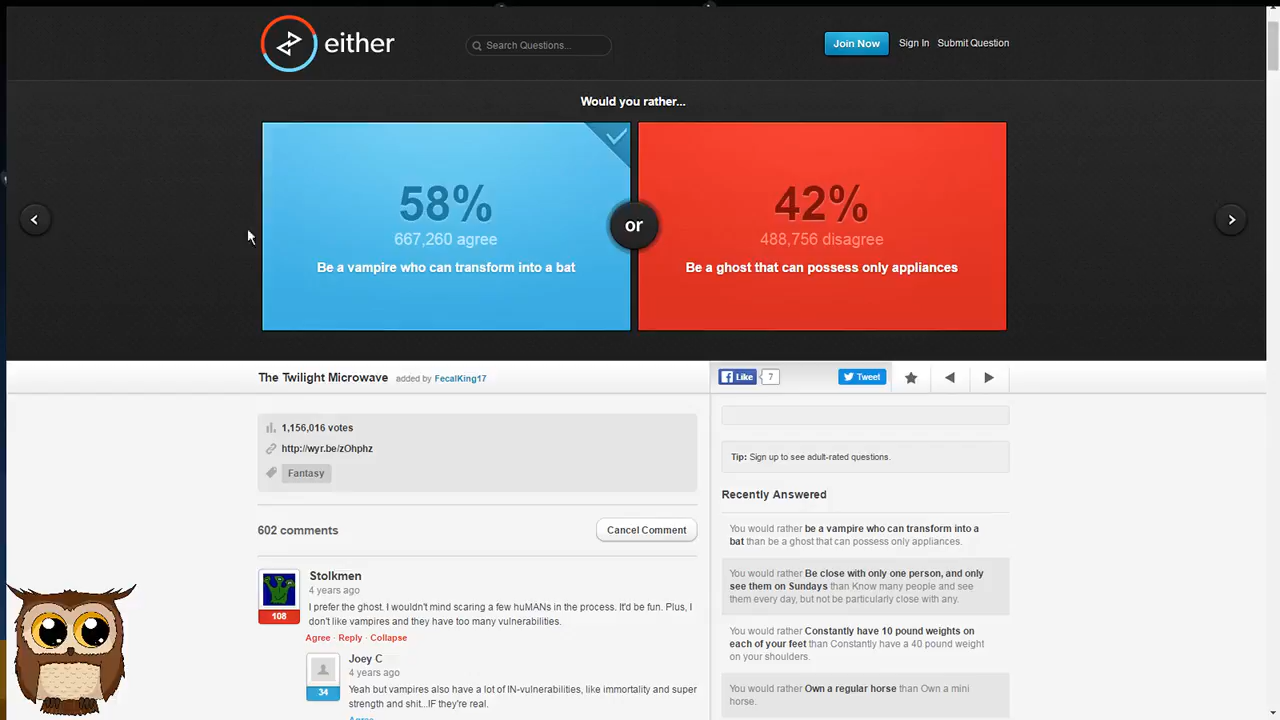 either
Search Questions...
Join Now
Sign In
Submit Question
Would you rather...
58%
667,260 agree
Be a vampire who can transform into a bat
or
42%
488,756 disagree
Be a ghost that can possess only appliances
The Twilight Microwave
added by FecalKing17
Like
7
Tweet
1,156,016 votes
http://wyr.be/zOhphz
Fantasy
602 comments
Cancel Comment
Stolkmen
4 years ago
108
I prefer the ghost. I wouldn't mind scaring a few huMANs in the process. It'd be fun. Plus, I
don't like vampires and they have too many vulnerabilities.
Agree · Reply · Collapse
Joey C
4 years ago
34
Yeah but vampires also have a lot of IN-vulnerabilities, like immortality and super
strength and shit...IF they're real.
Agree
Tip: Sign up to see adult-rated questions.
Recently Answered
You would rather be a vampire who can transform into a
bat than be a ghost that can possess only appliances.
You would rather Be close with only one person, and only
see them on Sundays than Know many people and see
them every day, but not be particularly close with any.
You would rather Constantly have 10 pound weights on
each of your feet than Constantly have a 40 pound weight
on your shoulders.
You would rather Own a regular horse than Own a mini
horse.